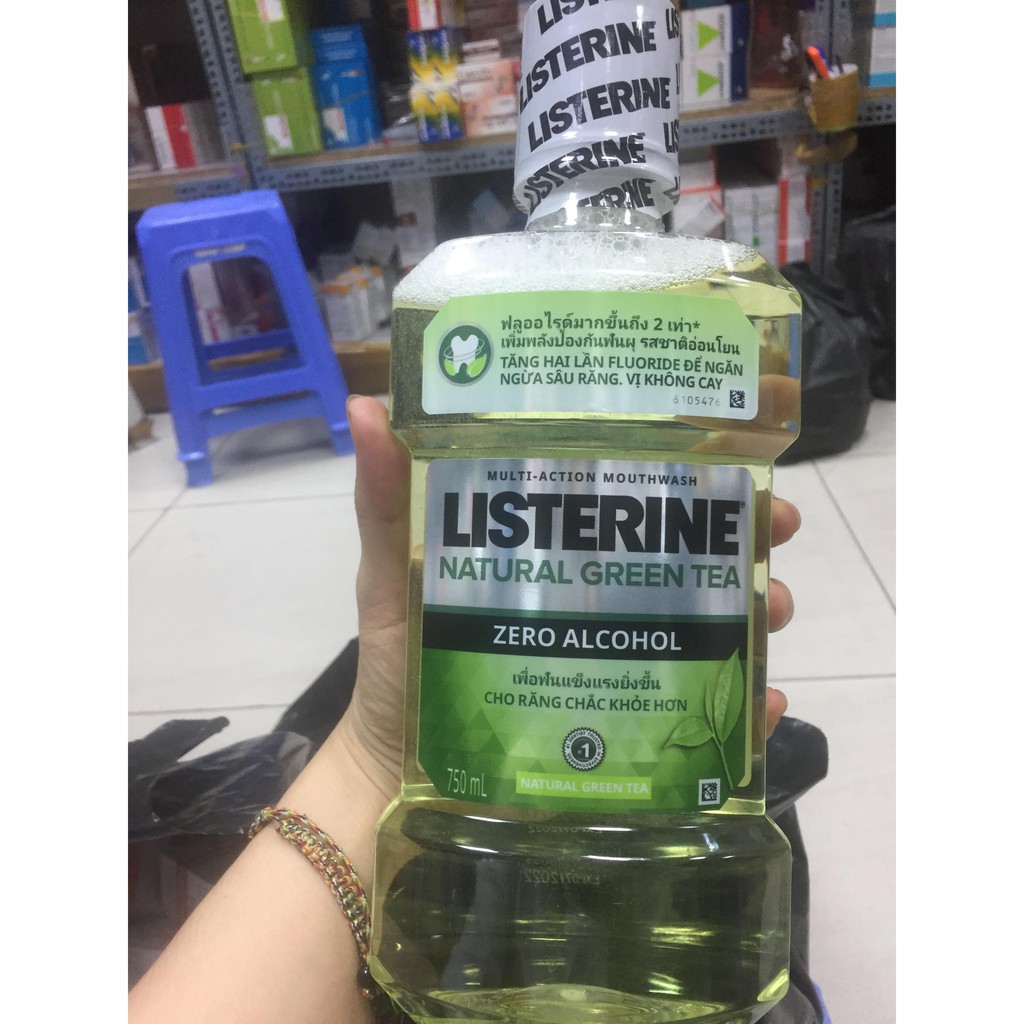 LISTERINE
LISTERINE
LISTERINE
LISTERINE
ฟลูออไรด์มากขึ้นถึง 2 เท่า*
เพิ่มพลังป้องกันฟันผุ รสชาติอ่อนโยน
TĂNG HAI LẦN FLUORIDE ĐỂ NGĂN
NGỪA SÂU RĂNG. VỊ KHÔNG CAY
6105476
MULTI-ACTION MOUTHWASH
LISTERINE®
NATURAL GREEN TEA
ZERO ALCOHOL
เพื่อฟันแข็งแรงยิ่งขึ้น
CHO RĂNG CHẮC KHỎE HƠN
#1
750 mL
NATURAL GREEN TEA